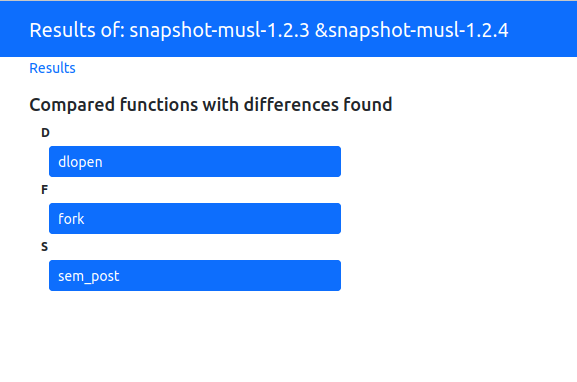 Results of: snapshot-musl-1.2.3 &snapshot-musl-1.2.4
Results
Compared functions with differences found
D
dlopen
F
fork
S
sem_post